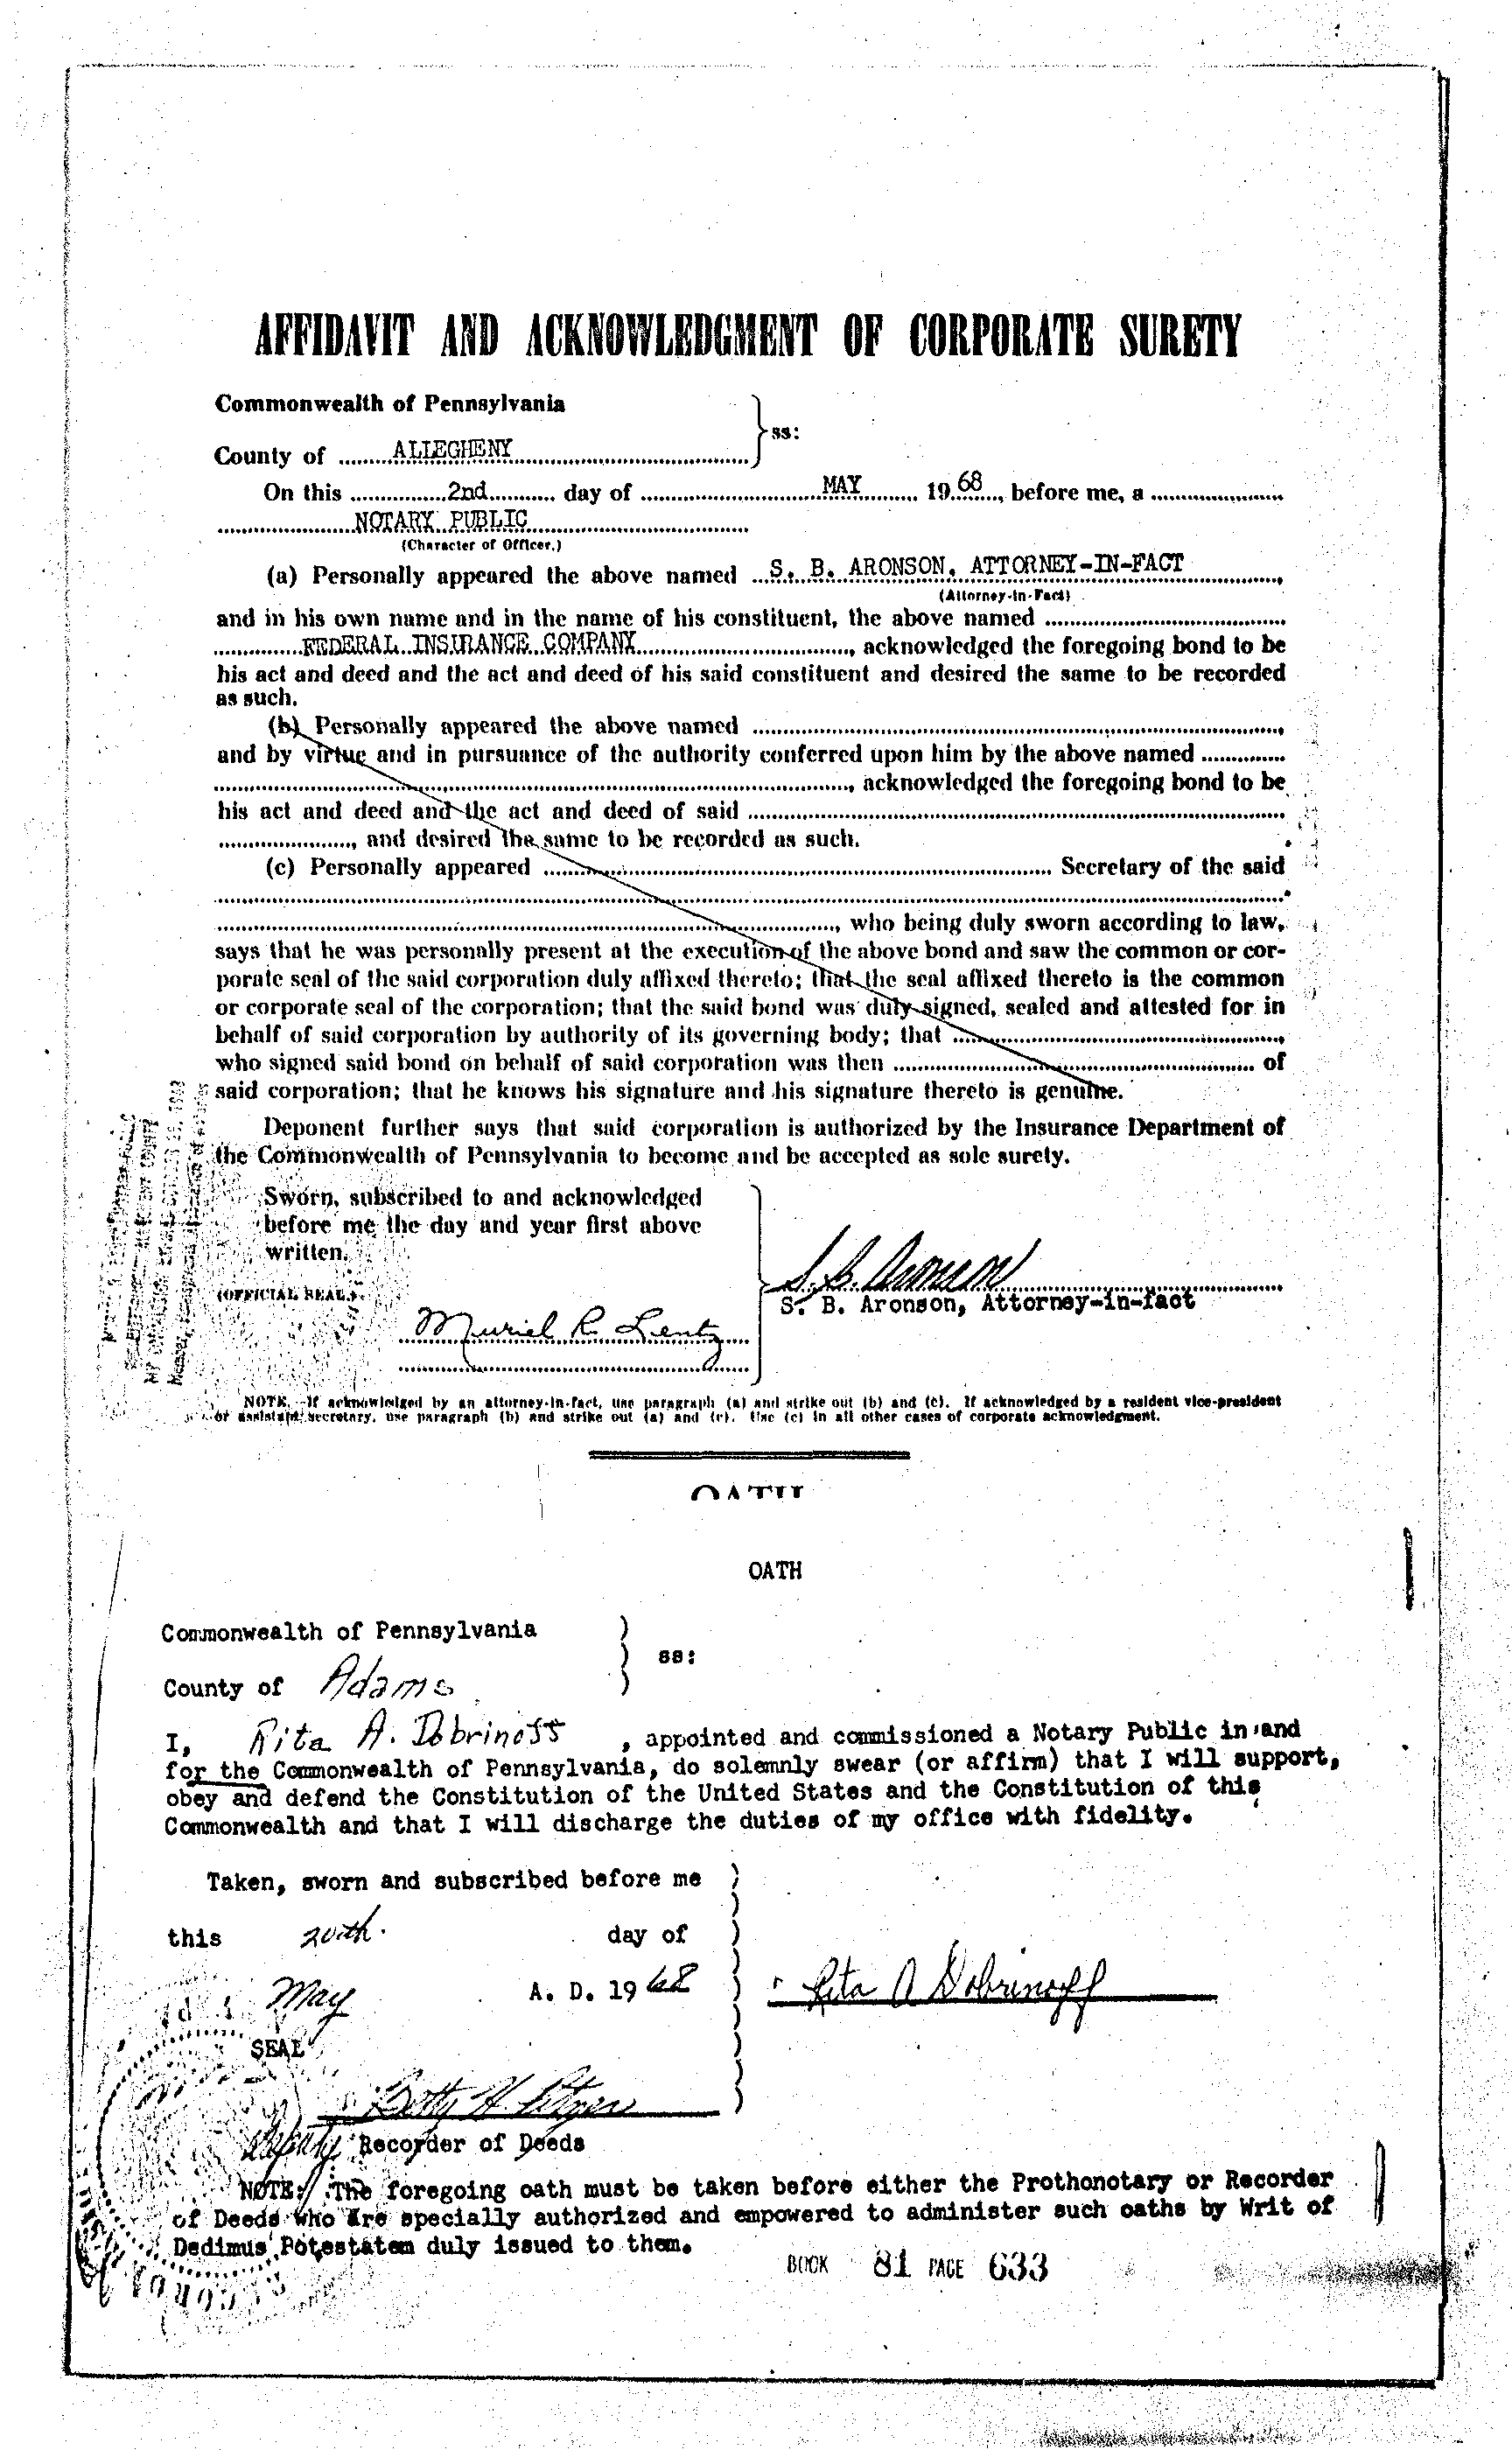 AFFIDAVIT AND ACKNOWLEDGMENT OF CORPORATE SURETY
Commonwealth of Pennsylvania
ss:
County of ALLEGHENY
On this 2nd day of MAY 1968, before me, a
NOTARY PUBLIC
(Character of Officer.)
(a) Personally appeared the above named S. B. ARONSON, ATTORNEY-IN-FACT,
(Attorney-in-Fact)
and in his own name and in the name of his constituent, the above named
FEDERAL INSURANCE COMPANY, acknowledged the foregoing bond to be
his act and deed and the act and deed of his said constituent and desired the same to be recorded
as such.
(b) Personally appeared the above named ,
and by virtue and in pursuance of the authority conferred upon him by the above named
, acknowledged the foregoing bond to be
his act and deed and the act and deed of said
, and desired the same to be recorded as such.
(c) Personally appeared Secretary of the said
, who being duly sworn according to law,
says that he was personally present at the execution of the above bond and saw the common or cor-
porate seal of the said corporation duly affixed thereto; that the seal affixed thereto is the common
or corporate seal of the corporation; that the said bond was duly signed, sealed and attested for in
behalf of said corporation by authority of its governing body; that ,
who signed said bond on behalf of said corporation was then of
said corporation; that he knows his signature and his signature thereto is genuine.
Deponent further says that said corporation is authorized by the Insurance Department of
the Commonwealth of Pennsylvania to become and be accepted as sole surety.
Sworn, subscribed to and acknowledged
before me the day and year first above
written.
S. B. Aronson
(OFFICIAL SEAL)
S. B. Aronson, Attorney-in-fact
Muriel R. Lentz
NOTE. If acknowledged by an attorney-in-fact, use paragraph (a) and strike out (b) and (c). If acknowledged by a resident vice-president
or assistant secretary, use paragraph (b) and strike out (a) and (c). Use (c) in all other cases of corporate acknowledgment.
OATH
OATH
Commonwealth of Pennsylvania
ss:
County of Adams
I, Rita A. Dobrinoff, appointed and commissioned a Notary Public in and
for the Commonwealth of Pennsylvania, do solemnly swear (or affirm) that I will support,
obey and defend the Constitution of the United States and the Constitution of this
Commonwealth and that I will discharge the duties of my office with fidelity.
Taken, sworn and subscribed before me
this 20th. day of
May A. D. 1968
Rita A Dobrinoff
SEAL
Betty H.
Deputy Recorder of Deeds
NOTE: The foregoing oath must be taken before either the Prothonotary or Recorder
of Deeds who are specially authorized and empowered to administer such oaths by Writ of
Dedimus Potestatem duly issued to them.
BOOK 81 PAGE 633